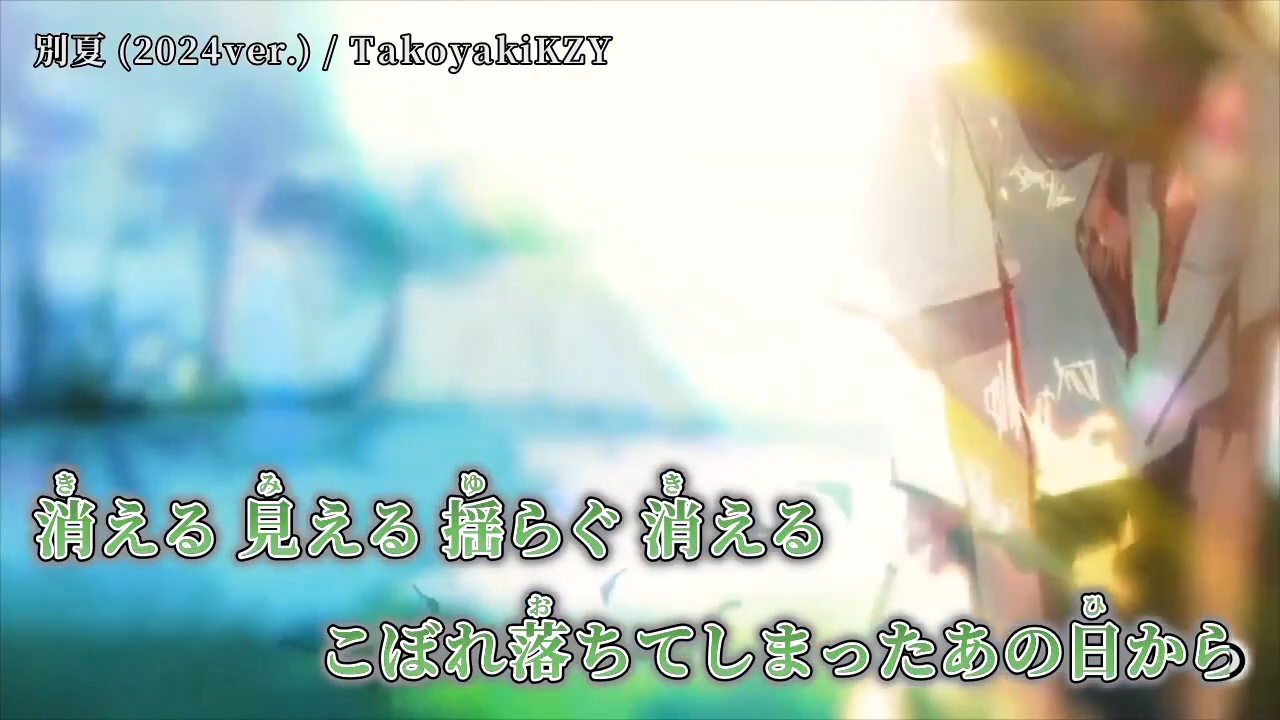 別夏 (2024ver.) / TakoyakiKZY
消える 見える 揺らぐ 消える
こぼれ落ちてしまったあの日から